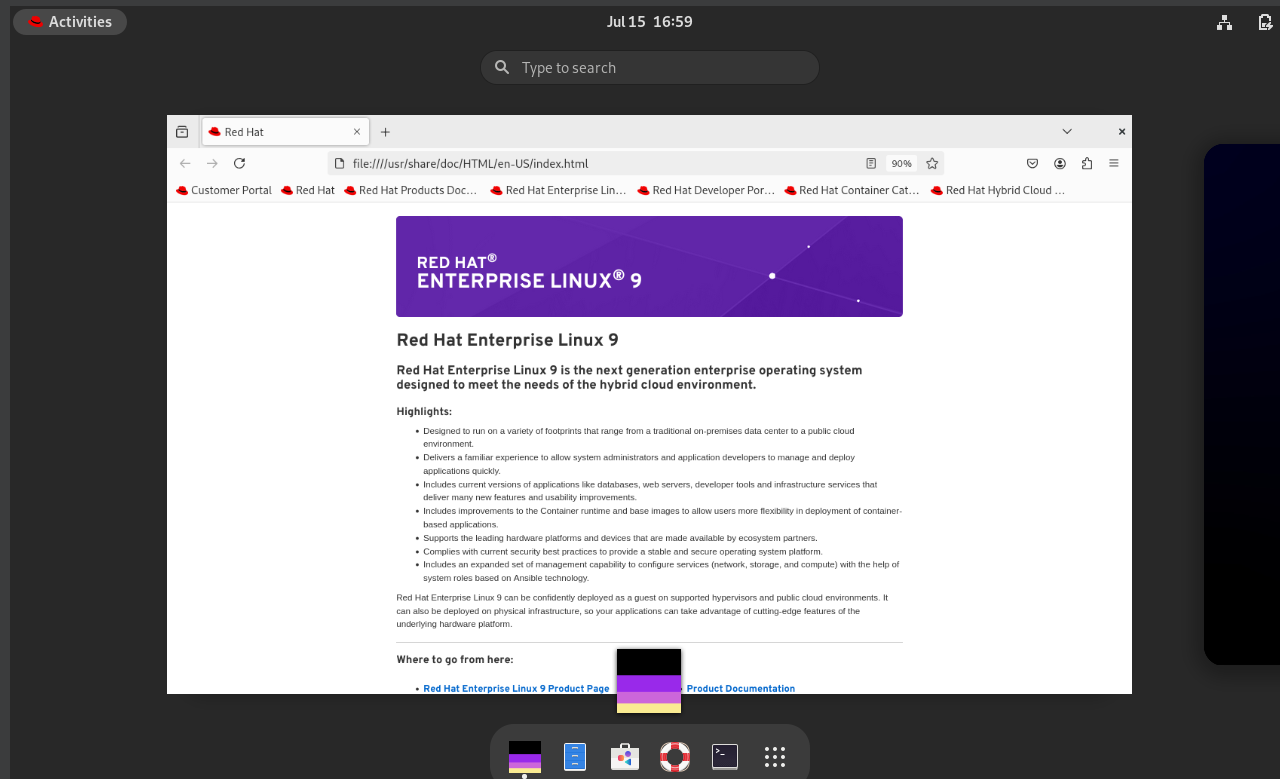 Activities
Jul 15 16:59
Type to search
Red Hat
file:////usr/share/doc/HTML/en-US/index.html
90%
Customer Portal
Red Hat
Red Hat Products Doc…
Red Hat Enterprise Lin…
Red Hat Developer Por…
Red Hat Container Cat…
Red Hat Hybrid Cloud …
RED HAT®
ENTERPRISE LINUX® 9
Red Hat Enterprise Linux 9
Red Hat Enterprise Linux 9 is the next generation enterprise operating system
designed to meet the needs of the hybrid cloud environment.
Highlights:
• Designed to run on a variety of footprints that range from a traditional on-premises data center to a public cloud
environment.
• Delivers a familiar experience to allow system administrators and application developers to manage and deploy
applications quickly.
• Includes current versions of applications like databases, web servers, developer tools and infrastructure services that
deliver many new features and usability improvements.
• Includes improvements to the Container runtime and base images to allow users more flexibility in deployment of container-
based applications.
• Supports the leading hardware platforms and devices that are made available by ecosystem partners.
• Complies with current security best practices to provide a stable and secure operating system platform.
• Includes an expanded set of management capability to configure services (network, storage, and compute) with the help of
system roles based on Ansible technology.
Red Hat Enterprise Linux 9 can be confidently deployed as a guest on supported hypervisors and public cloud environments. It
can also be deployed on physical infrastructure, so your applications can take advantage of cutting-edge features of the
underlying hardware platform.
Where to go from here:
• Red Hat Enterprise Linux 9 Product Page
• Product Documentation